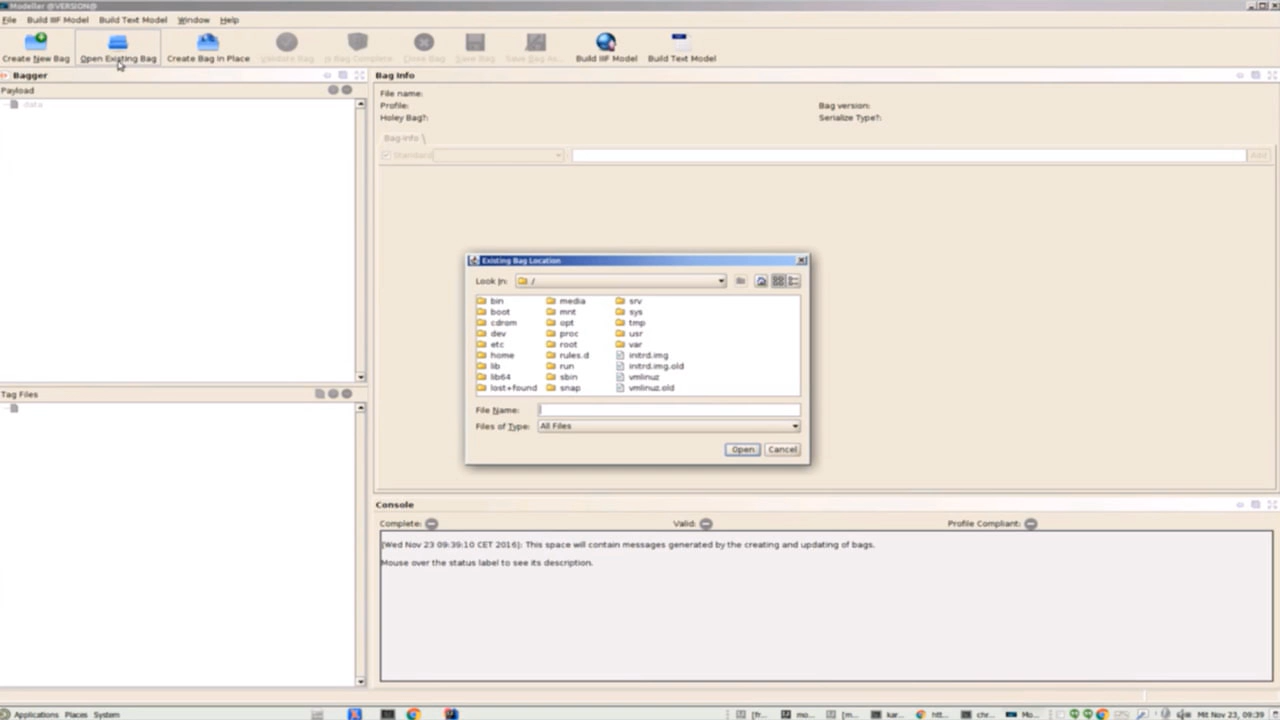 Modeller @VERSION@
File Build IIIF Model Build Text Model Window Help
Create New Bag Open Existing Bag Create Bag In Place Validate Bag Is Bag Complete Close Bag Save Bag Save Bag As... Build IIIF Model Build Text Model
Bagger
Payload
data
Tag Files
Bag Info
File name:
Profile: Bag version:
Holey Bag?: Serialize Type?:
Bag-Info
Standard Add
Existing Bag Location
Look In: /
bin media srv
boot mnt sys
cdrom opt tmp
dev proc usr
etc root var
home rules.d initrd.img
lib run initrd.img.old
lib64 sbin vmlinuz
lost+found snap vmlinuz.old
File Name:
Files of Type: All Files
Open Cancel
Console
Complete: Valid: Profile Compliant:
[Wed Nov 23 09:39:10 CET 2016]: This space will contain messages generated by the creating and updating of bags.
Mouse over the status label to see its description.
Applications Places System [fr... mo... [m... kar... htt... chr... Mo... Mit Nov 23, 09:39